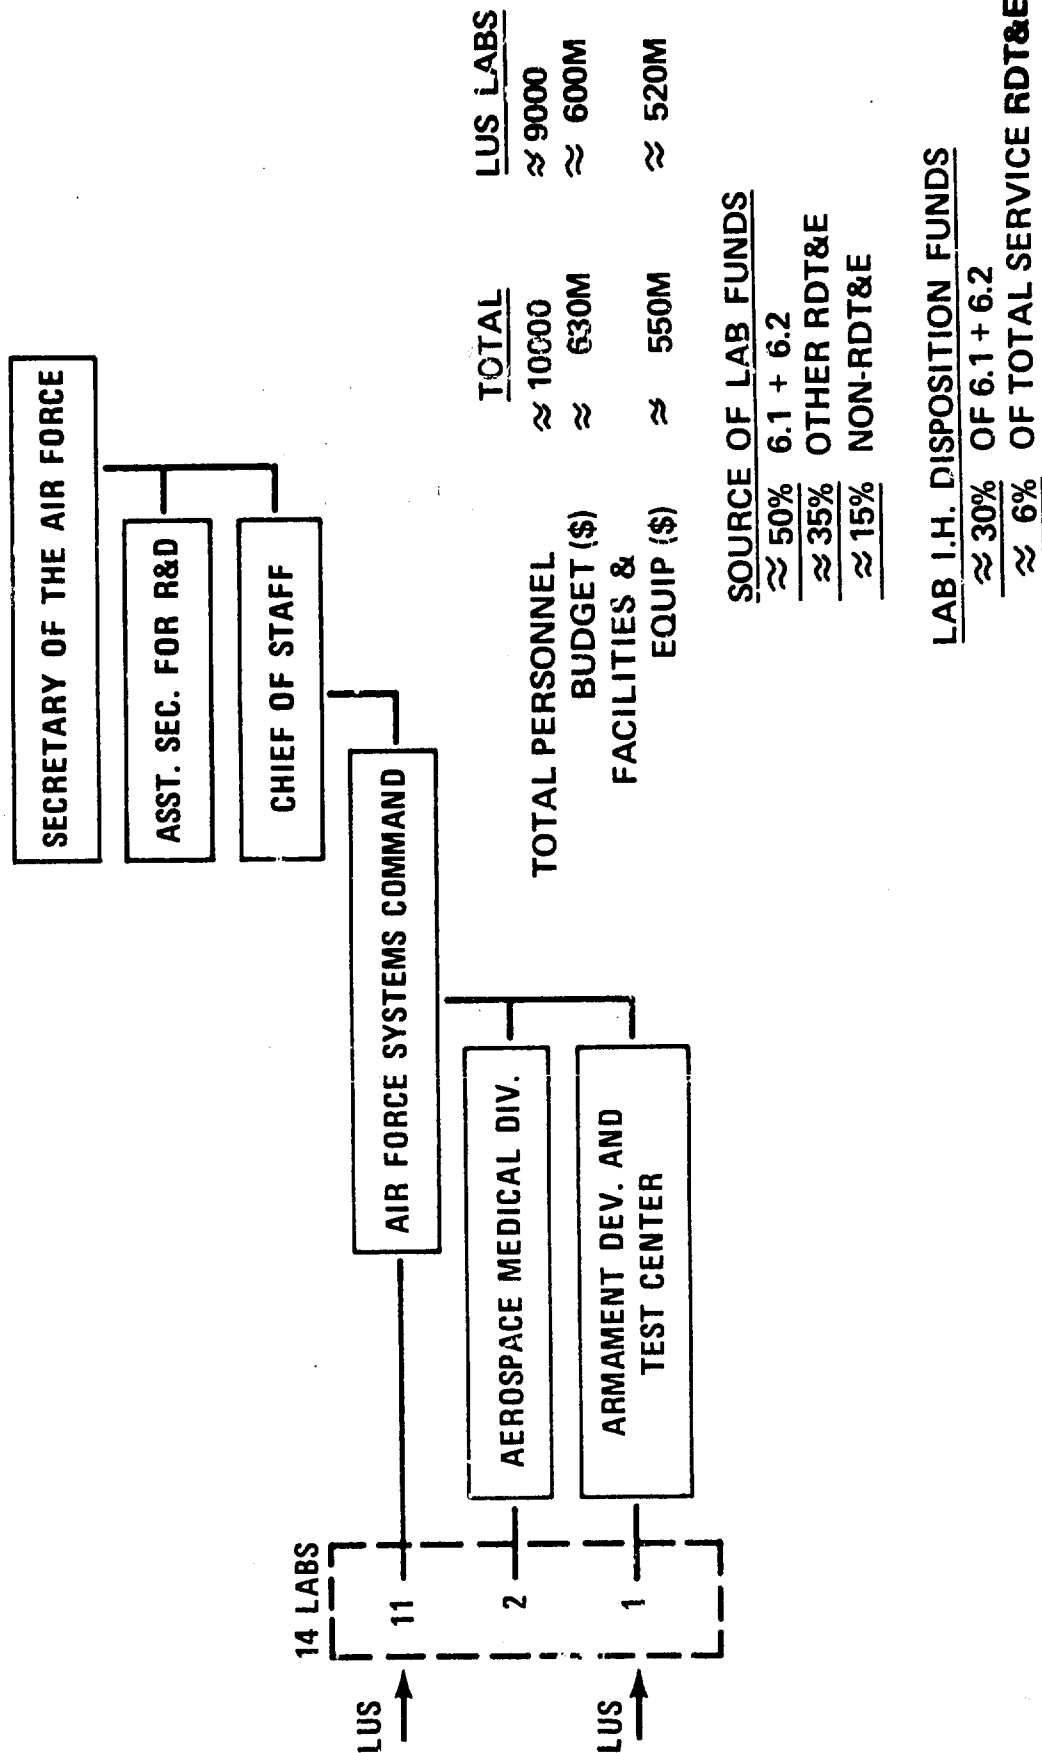 SECRETARY OF THE AIR FORCE
ASST. SEC. FOR R&D
CHIEF OF STAFF
AIR FORCE SYSTEMS COMMAND
AEROSPACE MEDICAL DIV.
ARMAMENT DEV. AND
TEST CENTER
14 LABS
LUS 11
2
LUS 1
TOTAL LUS LABS
TOTAL PERSONNEL ≈ 10000 ≈ 9000
BUDGET ($) ≈ 630M ≈ 600M
FACILITIES &
EQUIP ($) ≈ 550M ≈ 520M
SOURCE OF LAB FUNDS
≈ 50% 6.1 + 6.2
≈ 35% OTHER RDT&E
≈ 15% NON-RDT&E
LAB I.H. DISPOSITION FUNDS
≈ 30% OF 6.1 + 6.2
≈ 6% OF TOTAL SERVICE RDT&E